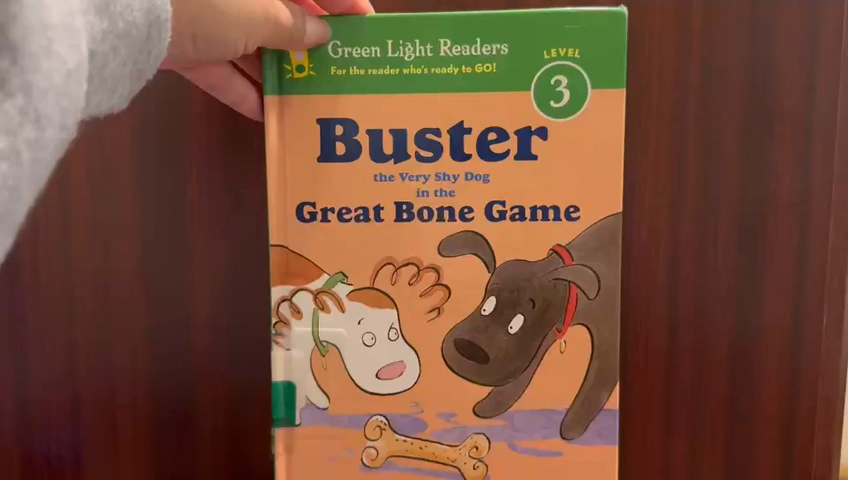 Green Light Readers
For the reader who's ready to GO!
LEVEL
3
Buster
the Very Shy Dog
in the
Great Bone Game